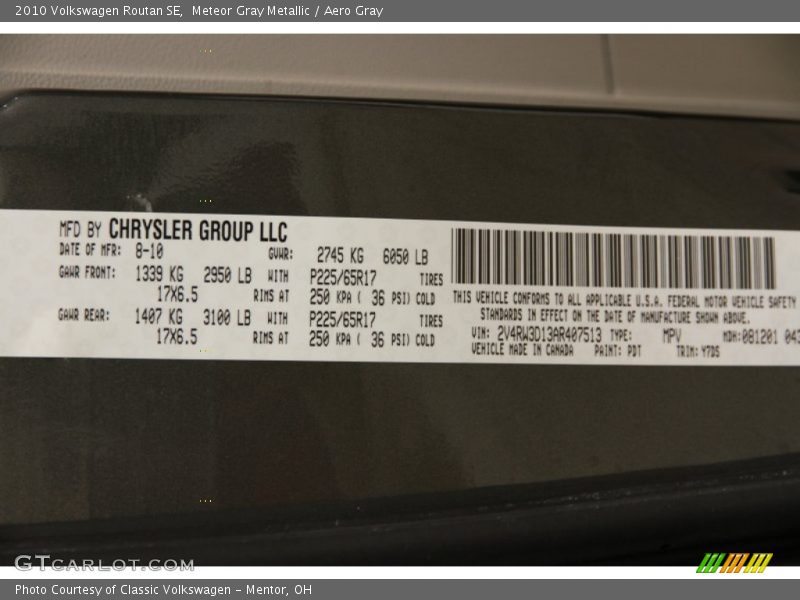 2010 Volkswagen Routan SE,  Meteor Gray Metallic / Aero Gray
MFD BY CHRYSLER GROUP LLC
DATE OF MFR: 8-10 GVWR: 2745 KG 6050 LB
GAWR FRONT: 1339 KG 2950 LB WITH P225/65R17 TIRES
17X6.5 RIMS AT 250 KPA ( 36 PSI) COLD
GAWR REAR: 1407 KG 3100 LB WITH P225/65R17 TIRES
17X6.5 RIMS AT 250 KPA ( 36 PSI) COLD
THIS VEHICLE CONFORMS TO ALL APPLICABLE U.S.A. FEDERAL MOTOR VEHICLE SAFETY
STANDARDS IN EFFECT ON THE DATE OF MANUFACTURE SHOWN ABOVE.
VIN: 2V4RW3D13AR407513 TYPE: MPV MDH:081201 043
VEHICLE MADE IN CANADA PAINT: PDT TRIM: Y7DS
GTCARLOT.COM
Photo Courtesy of Classic Volkswagen - Mentor, OH